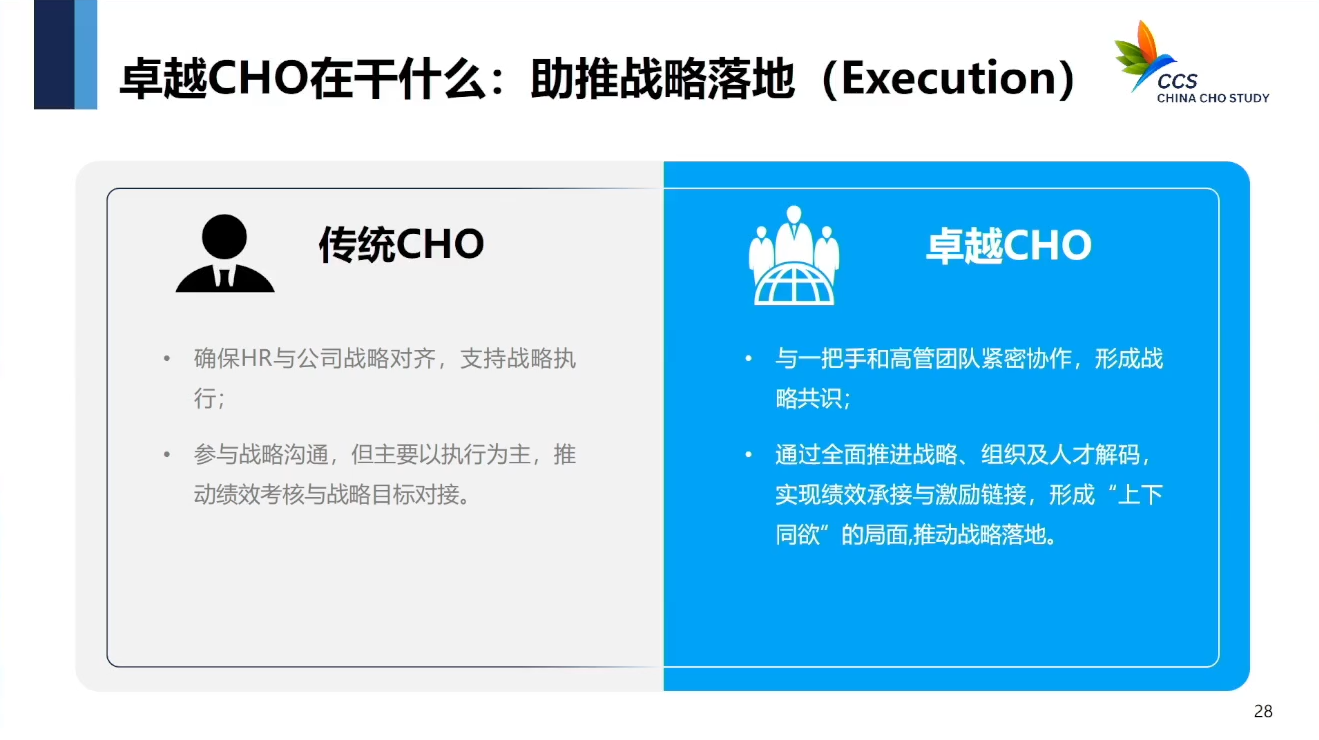 卓越CHO在干什么：助推战略落地（Execution）
CCS
CHINA CHO STUDY
传统CHO
• 确保HR与公司战略对齐，支持战略执
行；
• 参与战略沟通，但主要以执行为主，推
动绩效考核与战略目标对接。
卓越CHO
• 与一把手和高管团队紧密协作，形成战
略共识；
• 通过全面推进战略、组织及人才解码，
实现绩效承接与激励链接，形成“上下
同欲”的局面,推动战略落地。
28